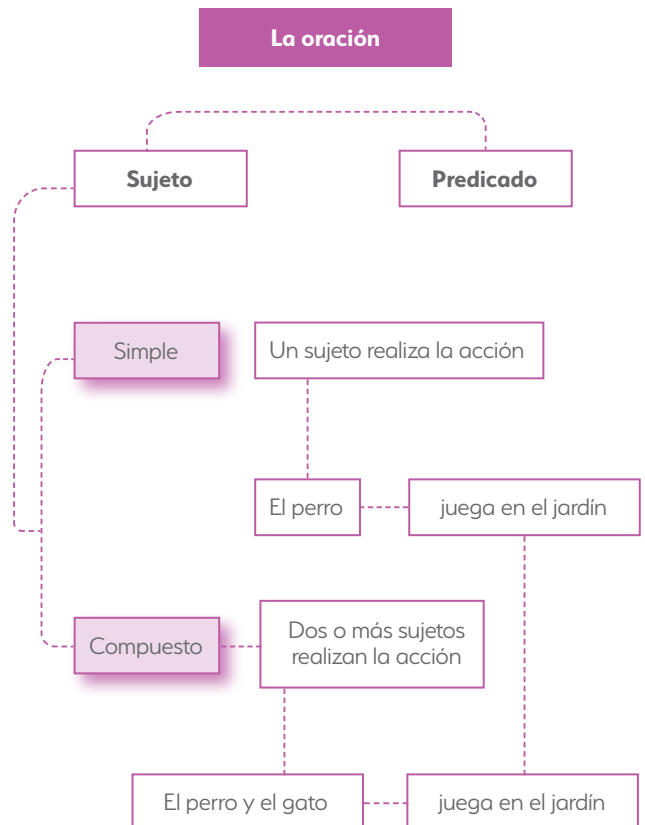 La oración
Sujeto
Predicado
Simple
Un sujeto realiza la acción
El perro
juega en el jardín
Compuesto
Dos o más sujetos
realizan la acción
El perro y el gato
juega en el jardín